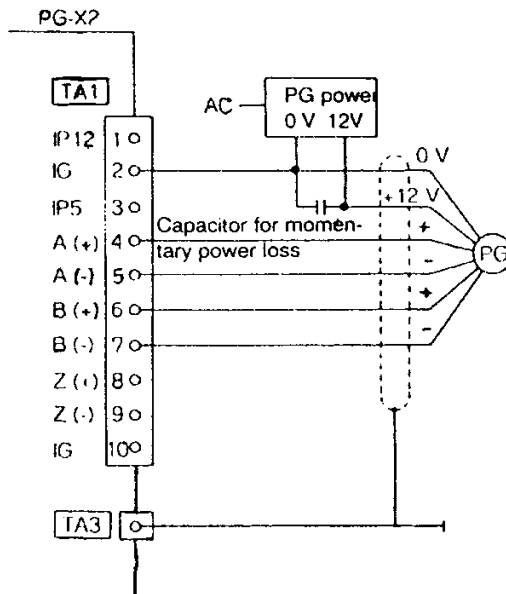 PG-X2
TA1
AC
PG power
0 V 12V
IP12 1
IG 2
0 V
IP5 3
+12 V
Capacitor for momen-
tary power loss
A (+) 4
+
A (-) 5
-
PG
B (+) 6
+
B (-) 7
-
Z (+) 8
Z (-) 9
IG 10
TA3